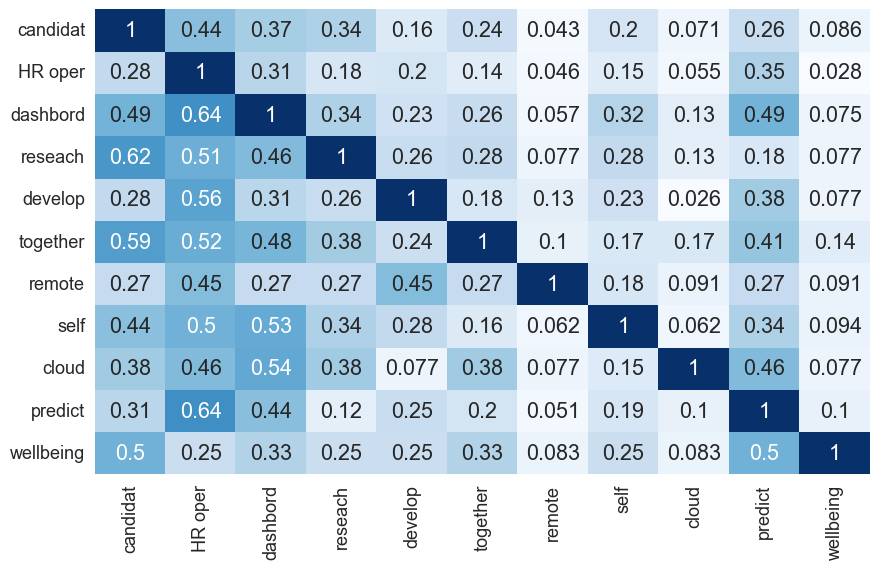 candidat 1 0.44 0.37 0.34 0.16 0.24 0.043 0.2 0.071 0.26 0.086
HR oper 0.28 1 0.31 0.18 0.2 0.14 0.046 0.15 0.055 0.35 0.028
dashbord 0.49 0.64 1 0.34 0.23 0.26 0.057 0.32 0.13 0.49 0.075
reseach 0.62 0.51 0.46 1 0.26 0.28 0.077 0.28 0.13 0.18 0.077
develop 0.28 0.56 0.31 0.26 1 0.18 0.13 0.23 0.026 0.38 0.077
together 0.59 0.52 0.48 0.38 0.24 1 0.1 0.17 0.17 0.41 0.14
remote 0.27 0.45 0.27 0.27 0.45 0.27 1 0.18 0.091 0.27 0.091
self 0.44 0.5 0.53 0.34 0.28 0.16 0.062 1 0.062 0.34 0.094
cloud 0.38 0.46 0.54 0.38 0.077 0.38 0.077 0.15 1 0.46 0.077
predict 0.31 0.64 0.44 0.12 0.25 0.2 0.051 0.19 0.1 1 0.1
wellbeing 0.5 0.25 0.33 0.25 0.25 0.33 0.083 0.25 0.083 0.5 1
candidat HR oper dashbord reseach develop together remote self cloud predict wellbeing